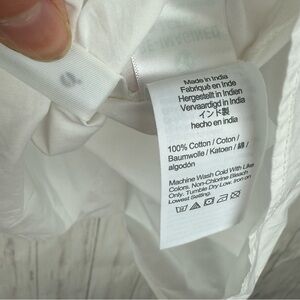 Made in India
Fabriqué en Inde
Hergestellt in Indien
Vervaardigd in India
インド製
hecho en india
100% Cotton / Coton /
Baumwolle / Katoen / 綿 /
algodón
Machine Wash Cold With Like
Colors. Non-Chlorine Bleach
Only. Tumble Dry Low. Iron on
Lowest Setting.